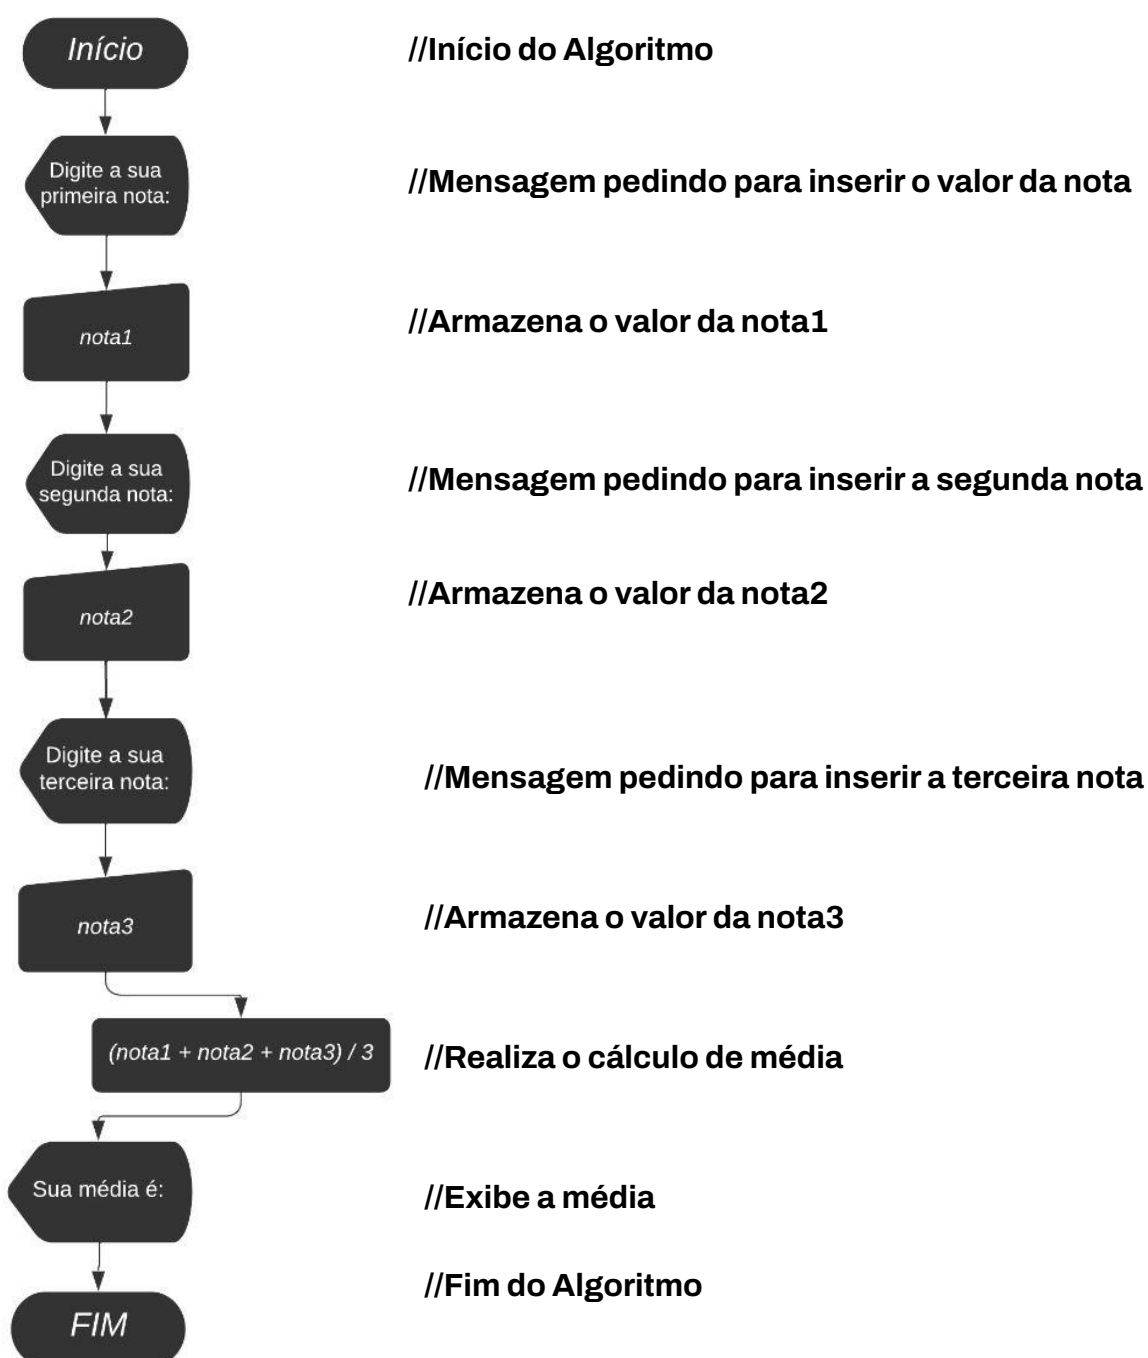 Início
//Início do Algoritmo
Digite a sua
primeira nota:
//Mensagem pedindo para inserir o valor da nota
nota1
//Armazena o valor da nota1
Digite a sua
segunda nota:
//Mensagem pedindo para inserir a segunda nota
nota2
//Armazena o valor da nota2
Digite a sua
terceira nota:
//Mensagem pedindo para inserir a terceira nota
nota3
//Armazena o valor da nota3
(nota1 + nota2 + nota3) / 3
//Realiza o cálculo de média
Sua média é:
//Exibe a média
//Fim do Algoritmo
FIM